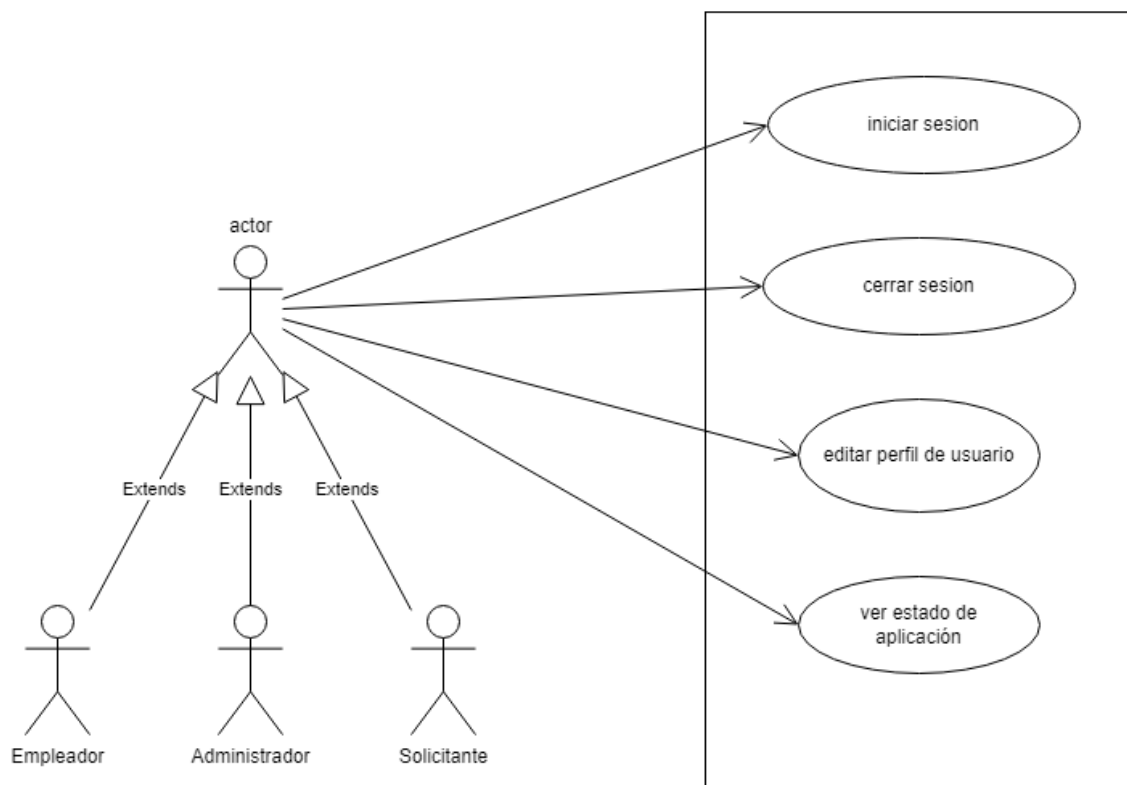 iniciar sesion
actor
cerrar sesion
editar perfil de usuario
Extends
Extends
Extends
ver estado de
aplicación
Empleador
Administrador
Solicitante